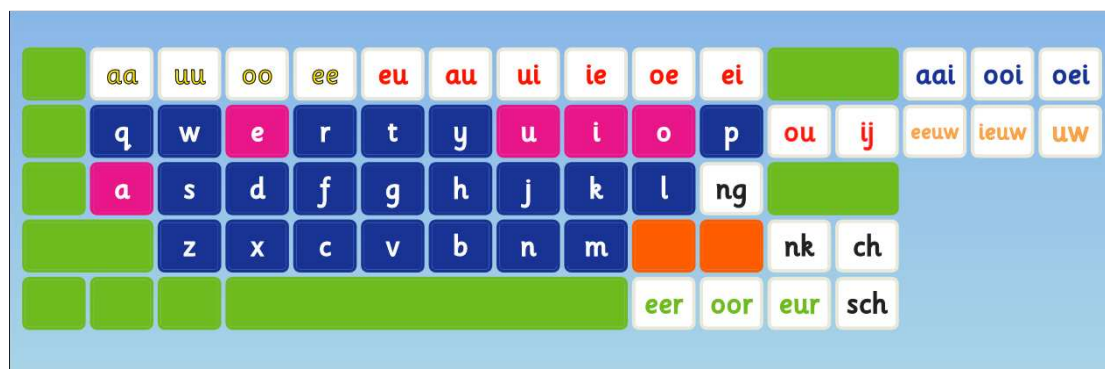 aa uu oo ee eu au ui ie oe ei aai ooi oei
q w e r t y u i o p ou ij eeuw ieuw uw
a s d f g h j k l ng
z x c v b n m nk ch
eer oor eur sch